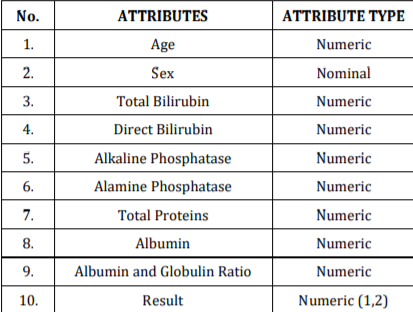 No. ATTRIBUTES ATTRIBUTE TYPE
1. Age Numeric
2. Sex Nominal
3. Total Bilirubin Numeric
4. Direct Bilirubin Numeric
5. Alkaline Phosphatase Numeric
6. Alamine Phosphatase Numeric
7. Total Proteins Numeric
8. Albumin Numeric
9. Albumin and Globulin Ratio Numeric
10. Result Numeric (1,2)